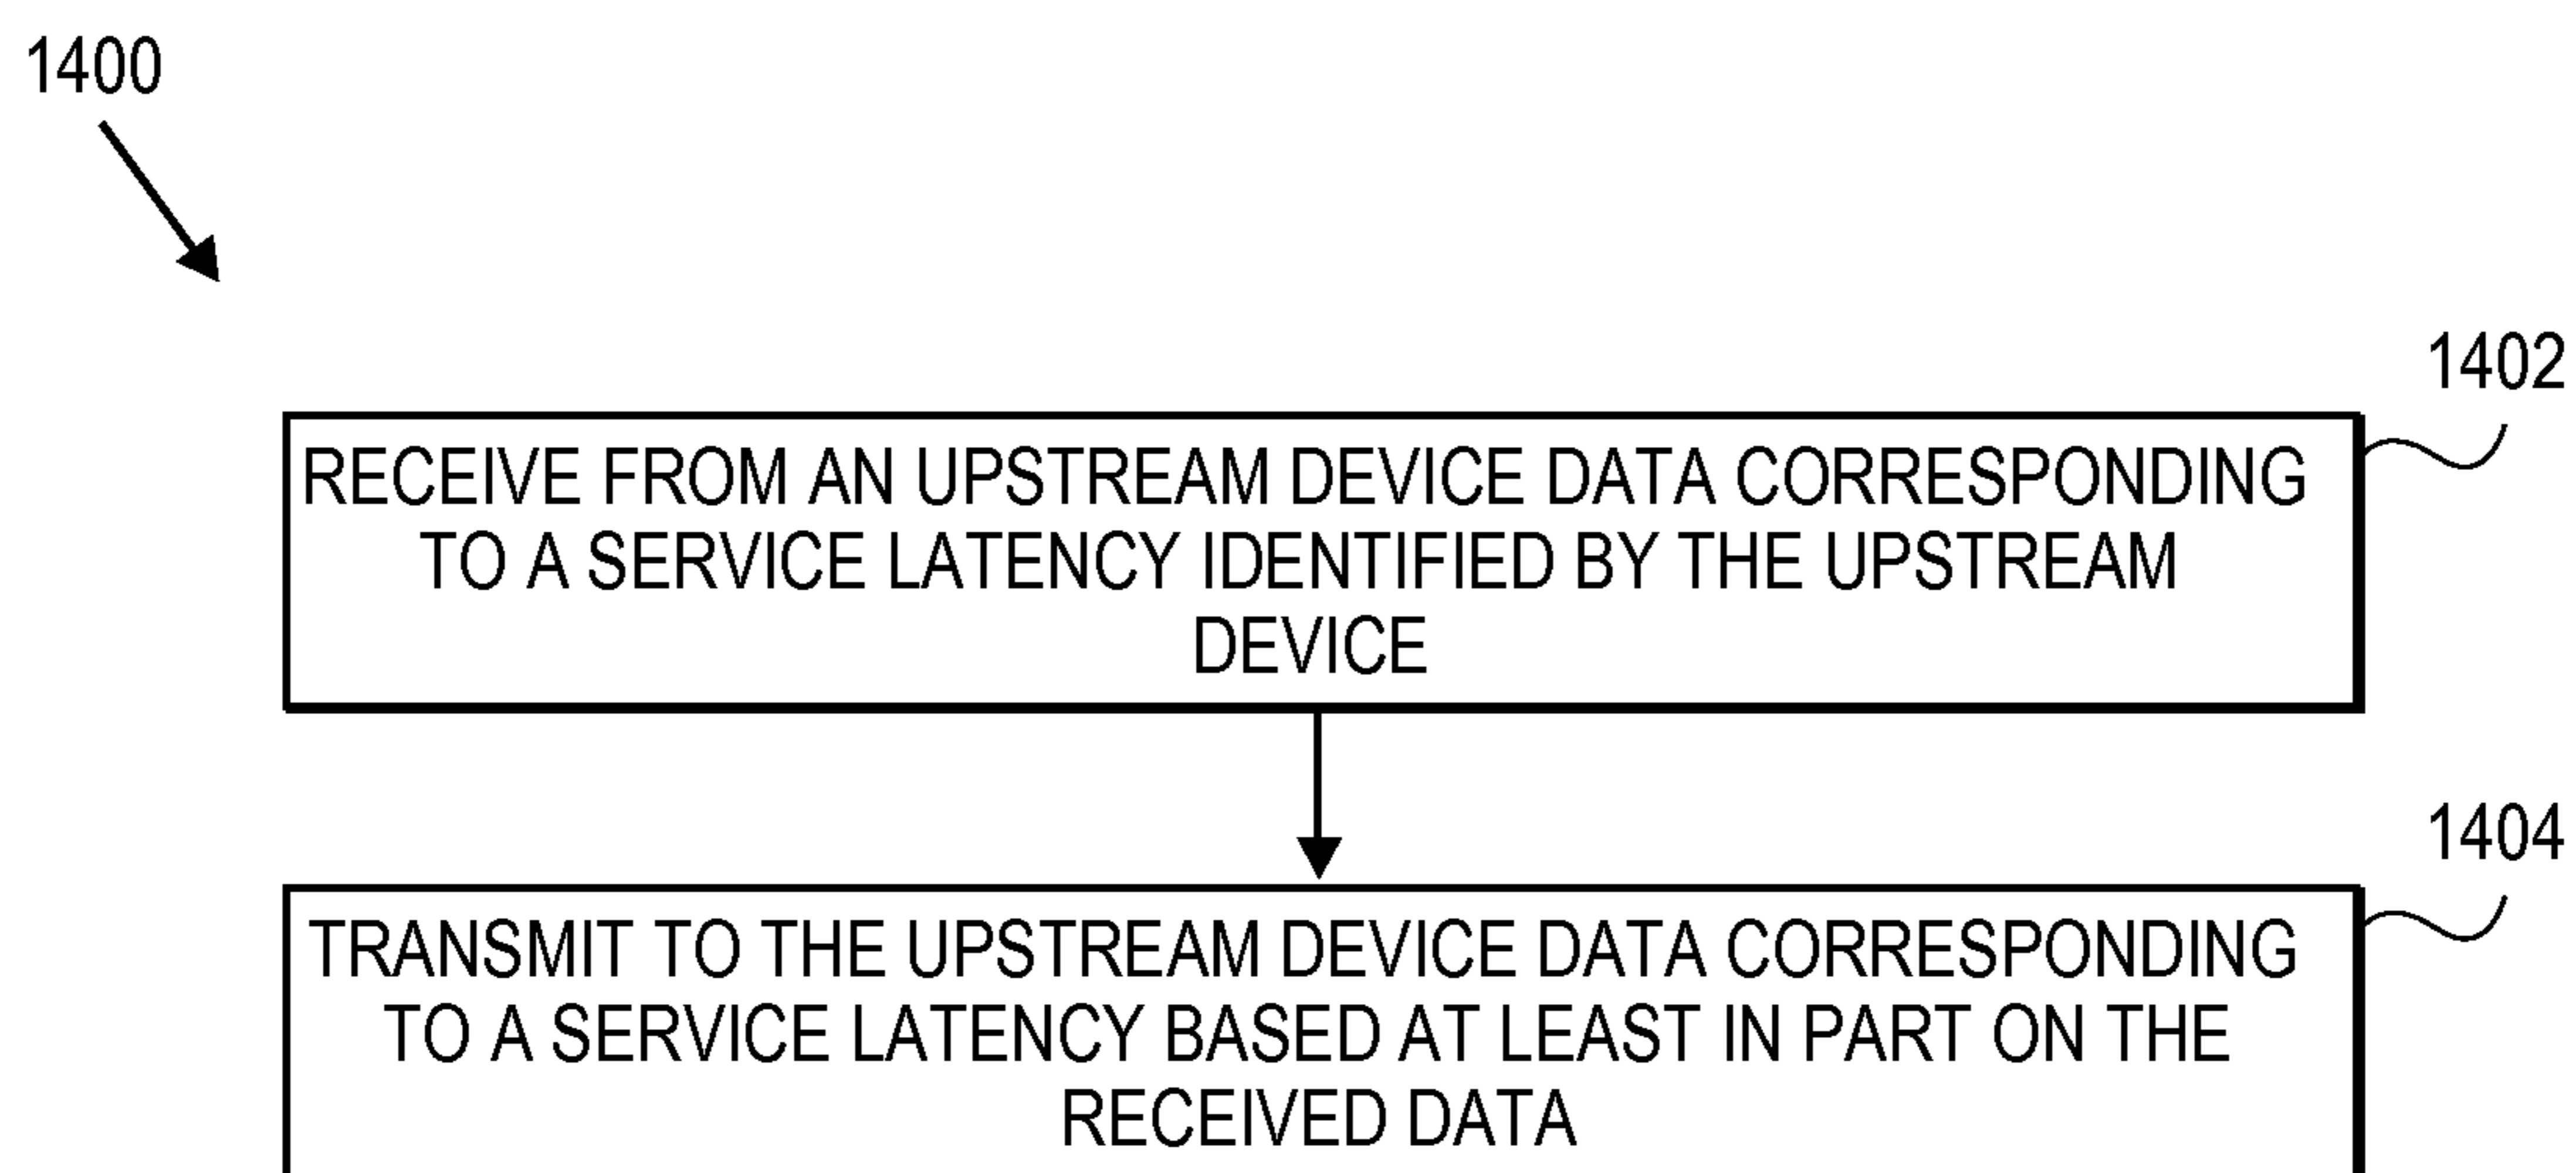 1400
1402
RECEIVE FROM AN UPSTREAM DEVICE DATA CORRESPONDING
TO A SERVICE LATENCY IDENTIFIED BY THE UPSTREAM
DEVICE
1404
TRANSMIT TO THE UPSTREAM DEVICE DATA CORRESPONDING
TO A SERVICE LATENCY BASED AT LEAST IN PART ON THE
RECEIVED DATA